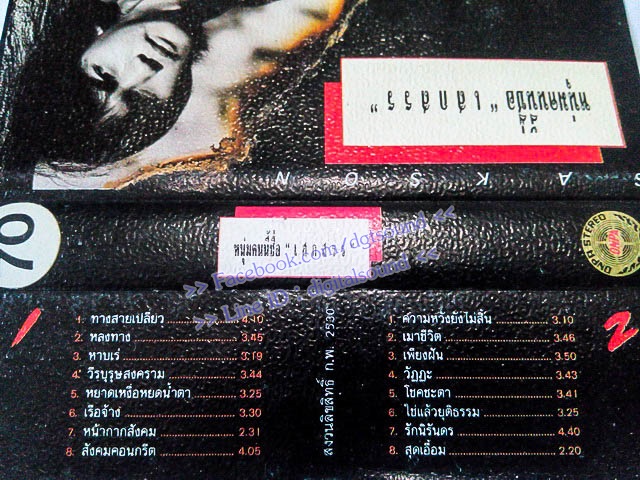 หนุ่มคนนี้ชื่อ "เสกสรร"
S A K S O N
70
หนุ่มคนนี้ชื่อ "เสกสรร"
ONPA STEREO
>> Facebook.com/dotsound <<
>> Line ID : digitalsound <<
1
1. ทางสายเปลี่ยว 4.10
2. หลงทาง 3.45
3. หาบเร่ 3.19
4. วีรบุรุษสงคราม 3.44
5. หยาดเหงื่อหยดน้ำตา 3.25
6. เรือจ้าง 3.30
7. หน้ากากสังคม 2.31
8. สังคมคอนกรีต 4.05
สงวนลิขสิทธิ์ ก.พ. 2530
2
1. ความหวังยังไม่สิ้น 3.10
2. เมาชีวิต 3.46
3. เพียงฝัน 3.50
4. วัฏฏะ 3.43
5. โชคชะตา 3.41
6. ไข่แล้วยุติธรรม 3.25
7. รักนิรันดร 4.40
8. สุดเอื้อม 2.20